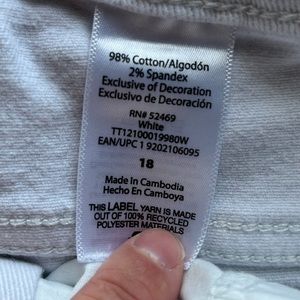 98% Cotton/Algodón
2% Spandex
Exclusive of Decoration
Exclusivo de Decoración
RN# 52469
White
TT12100019980W
EAN/UPC 1 9202106095
18
Made In Cambodia
Hecho En Camboya
THIS LABEL YARN IS MADE
OUT OF 100% RECYCLED
POLYESTER MATERIALS